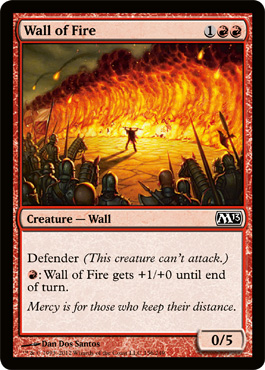 Wall of Fire 1
Creature — Wall M13
Defender (This creature can't attack.)
: Wall of Fire gets +1/+0 until end
of turn.
Mercy is for those who keep their distance.
Dan Dos Santos
0/5